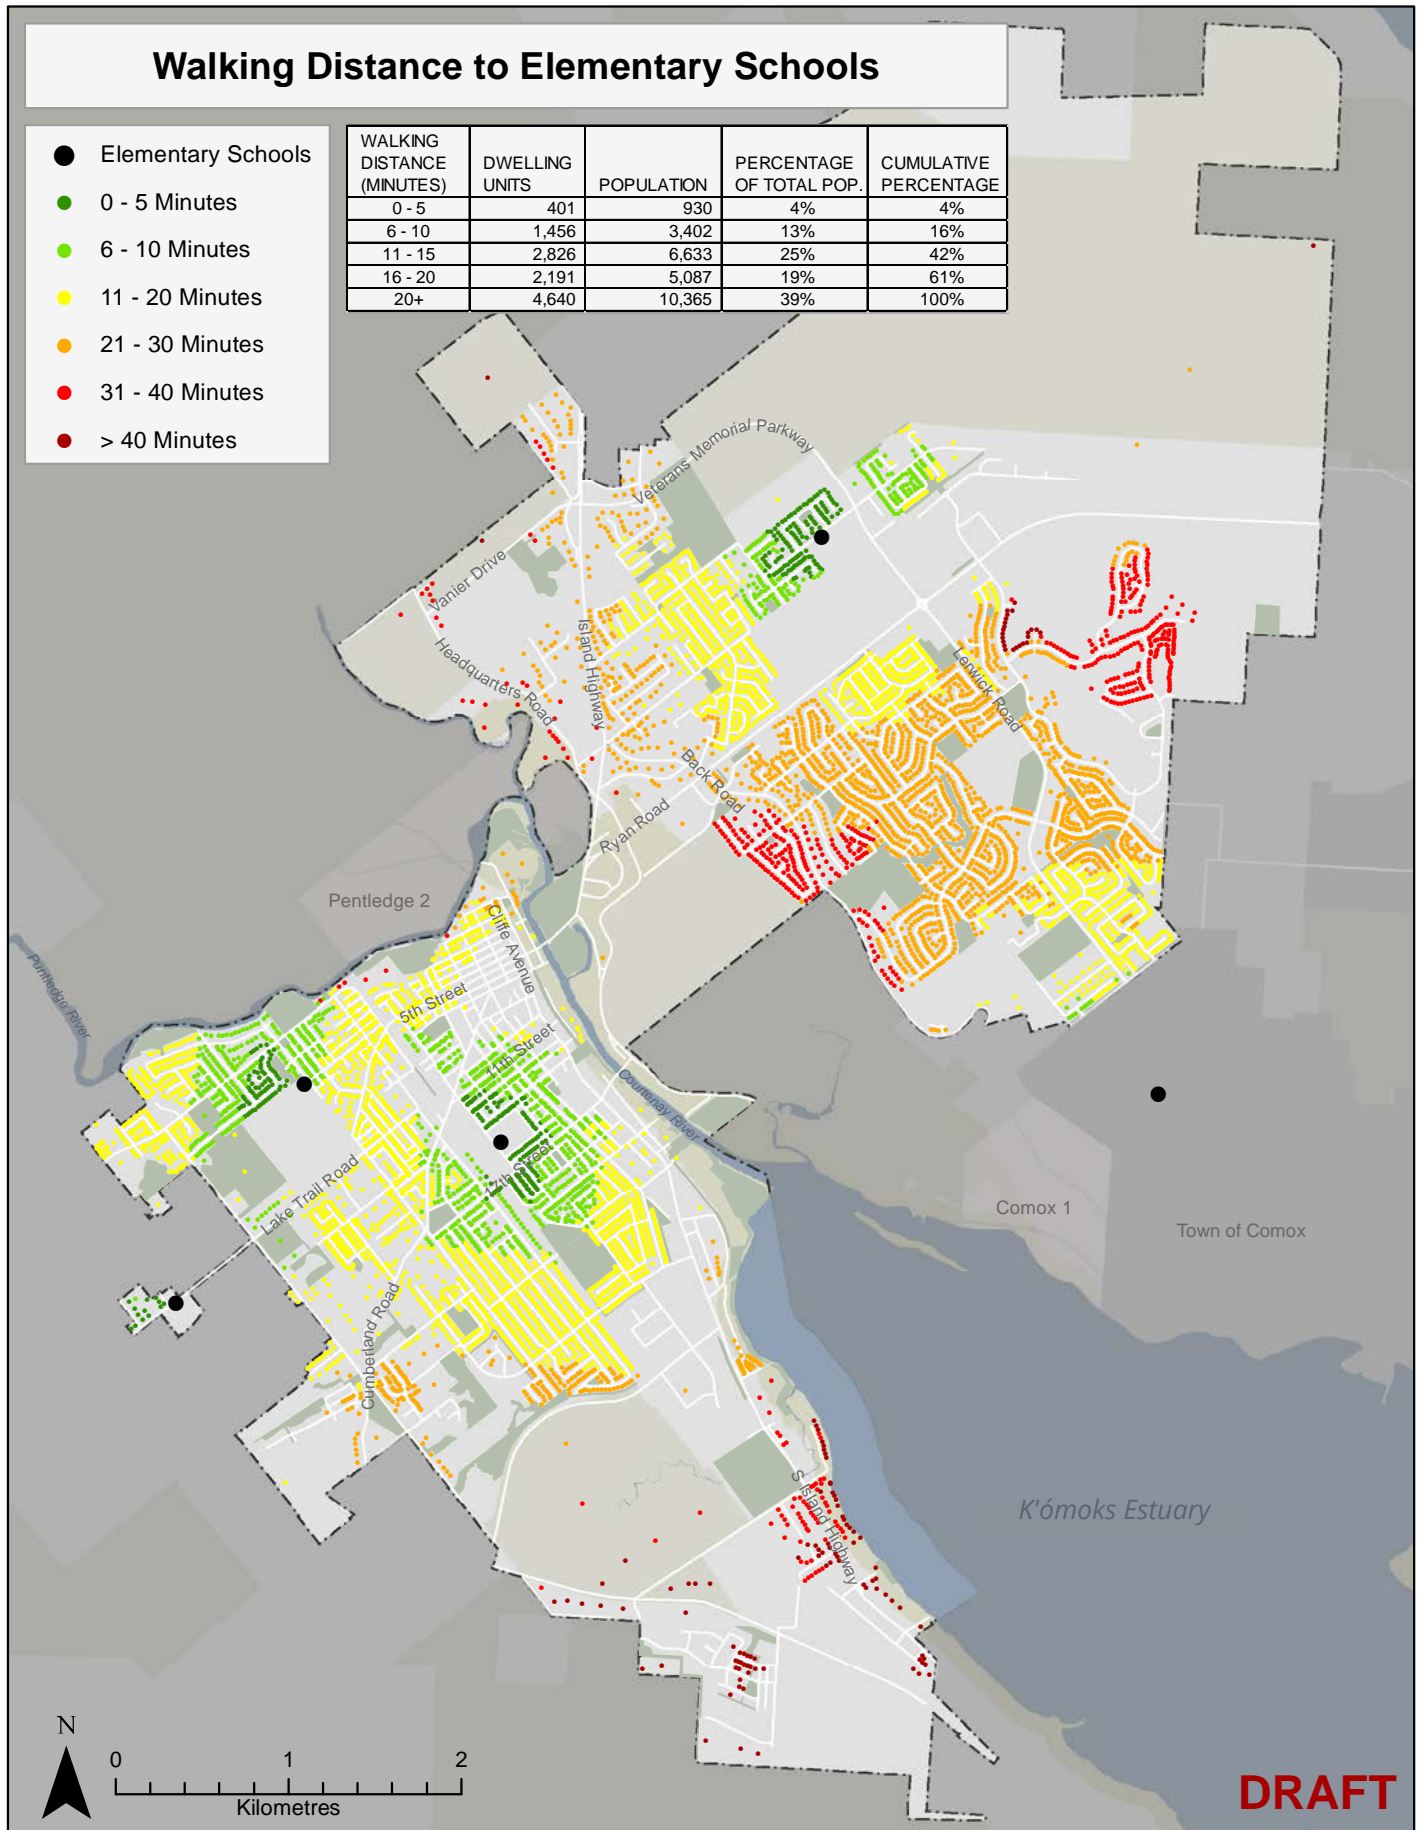 Walking Distance to Elementary Schools
Elementary Schools
0 - 5 Minutes
6 - 10 Minutes
11 - 20 Minutes
21 - 30 Minutes
31 - 40 Minutes
> 40 Minutes
WALKING DISTANCE (MINUTES) DWELLING UNITS POPULATION PERCENTAGE OF TOTAL POP. CUMULATIVE PERCENTAGE
0 - 5 401 930 4% 4%
6 - 10 1,456 3,402 13% 16%
11 - 15 2,826 6,633 25% 42%
16 - 20 2,191 5,087 19% 61%
20+ 4,640 10,365 39% 100%
Veterans Memorial Parkway
Vanier Drive
Island Highway
Headquarters Road
Lerwick Road
Back Road
Ryan Road
Pentledge 2
Cliffe Avenue
Puntledge River
5th Street
11th Street
Courtenay River
17th Street
Lake Trail Road
Comox 1
Town of Comox
Cumberland Road
S Island Highway
K'ómoks Estuary
N
0 1 2
Kilometres
DRAFT